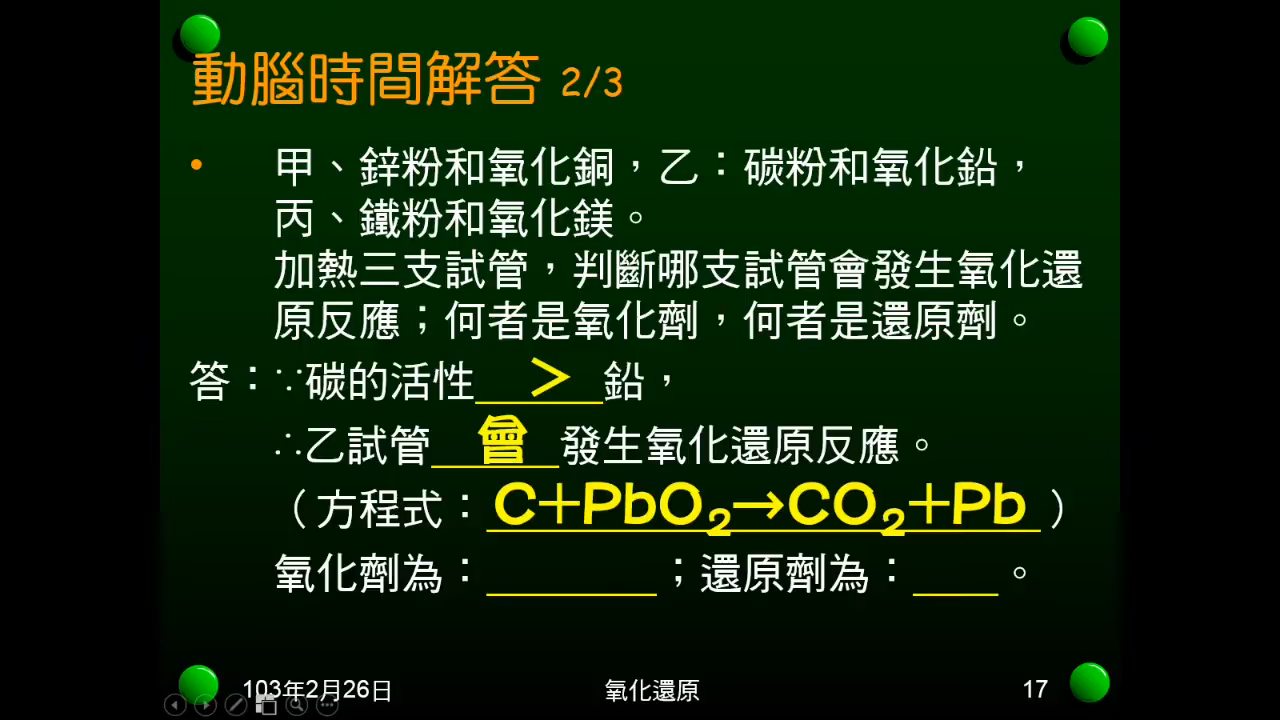 動腦時間解答 2/3
• 甲、鋅粉和氧化銅，乙：碳粉和氧化鉛，
丙、鐵粉和氧化鎂。
加熱三支試管，判斷哪支試管會發生氧化還
原反應；何者是氧化劑，何者是還原劑。
答：∵碳的活性＞鉛，
∴乙試管會發生氧化還原反應。
（方程式：C＋PbO₂→CO₂＋Pb）
氧化劑為：______；還原劑為：___。
103年2月26日 氧化還原 17